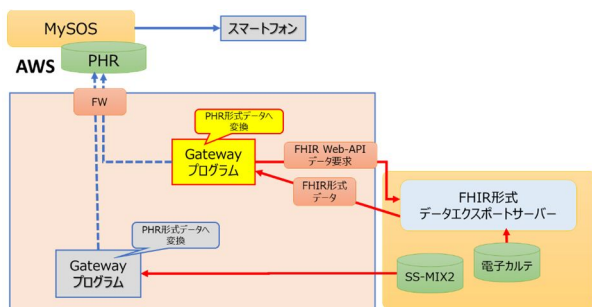 MySOS
スマートフォン
AWS
PHR
FW
PHR形式データへ
変換
Gateway
プログラム
FHIR Web-API
データ要求
FHIR形式
データ
FHIR形式
データエクスポートサーバー
PHR形式データへ
変換
Gateway
プログラム
SS-MIX2
電子カルテ